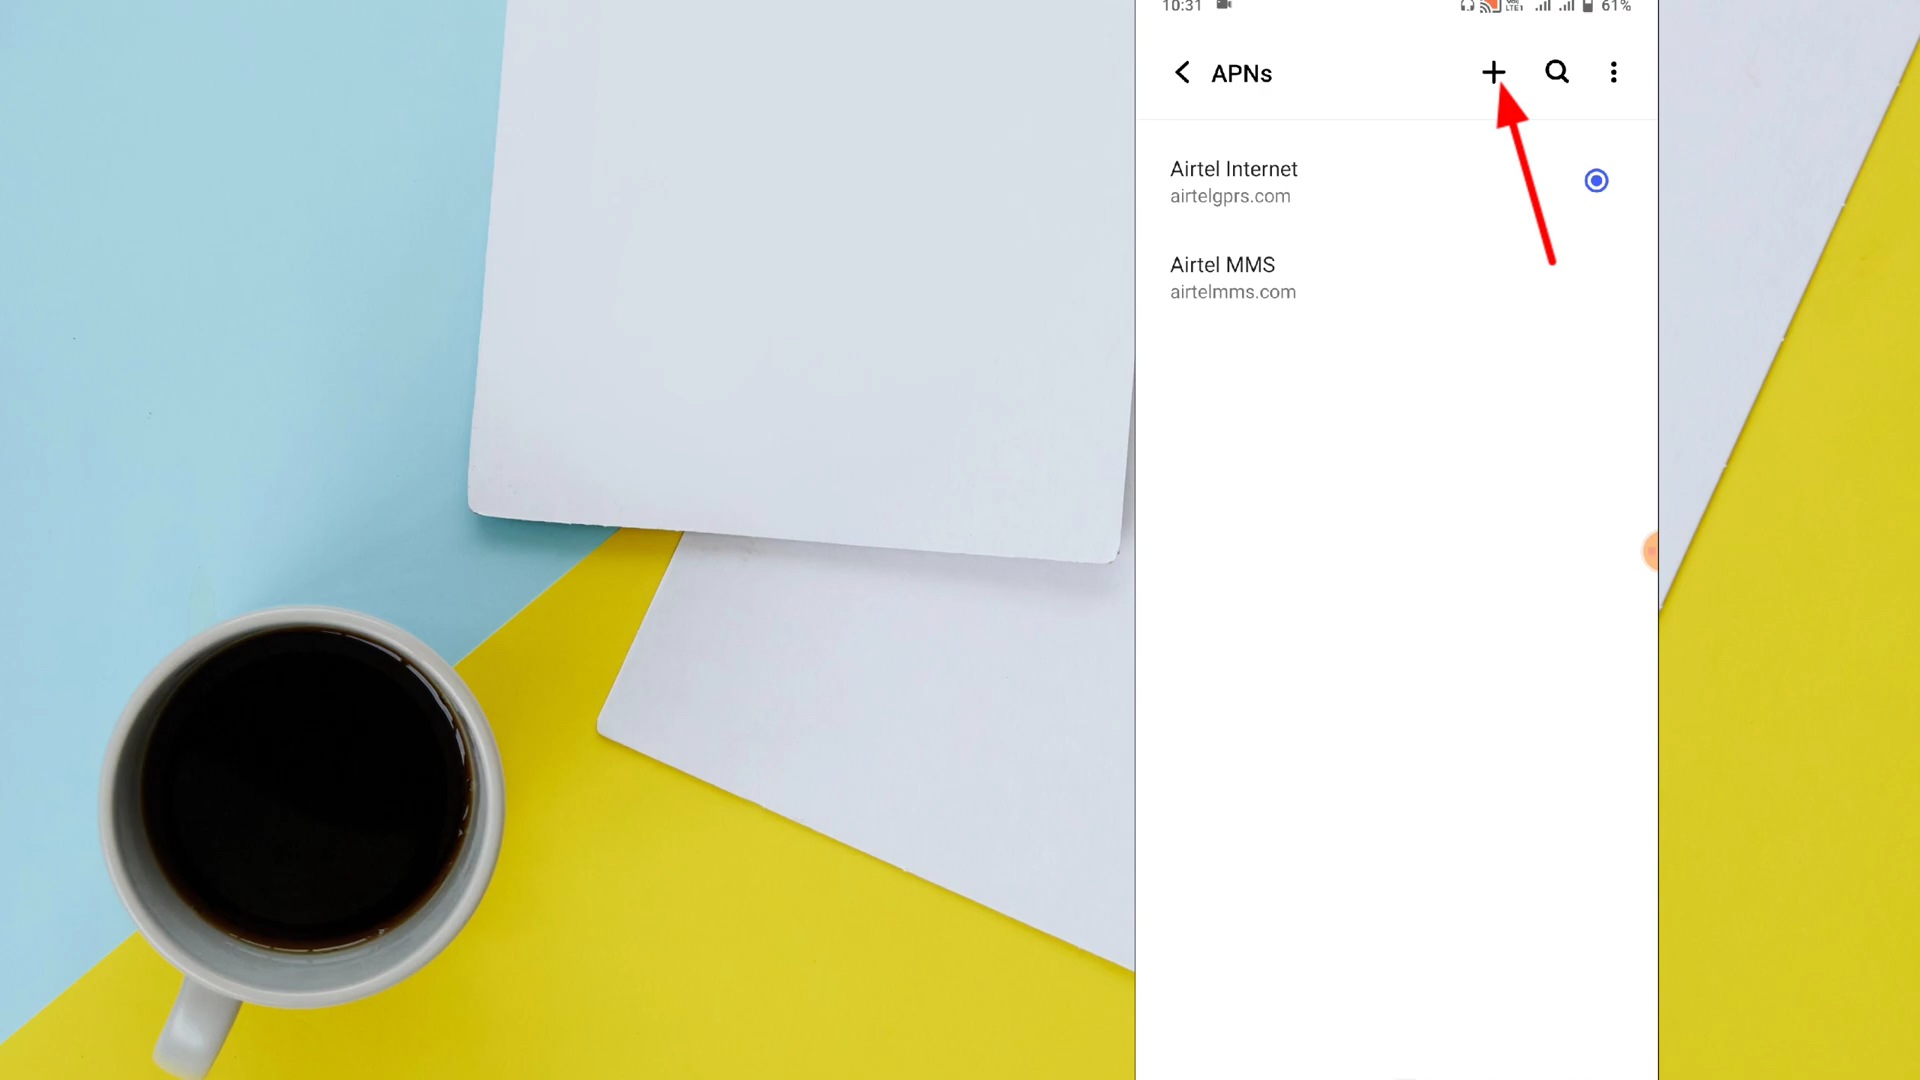 10:31
61%
APNs
Airtel Internet
airtelgprs.com
Airtel MMS
airtelmms.com